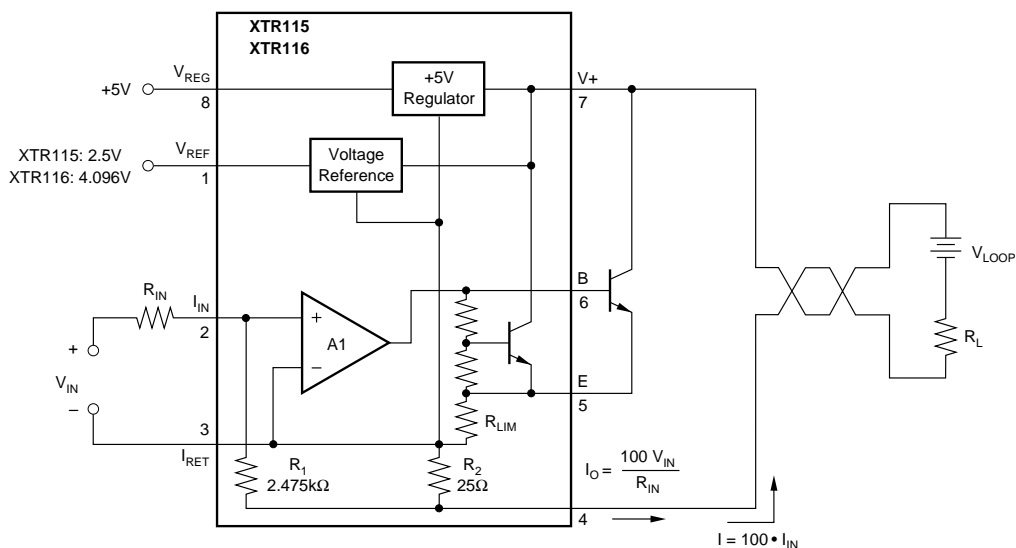 XTR115
XTR116
+5V
V_REG
8
+5V
Regulator
V+
7
XTR115: 2.5V
XTR116: 4.096V
V_REF
1
Voltage
Reference
V_LOOP
R_L
R_IN
I_IN
2
+
A1
–
B
6
+
V_IN
–
E
5
R_LIM
3
I_RET
R_1
2.475kΩ
R_2
25Ω
I_O = 100 V_IN
R_IN
4
I = 100 • I_IN